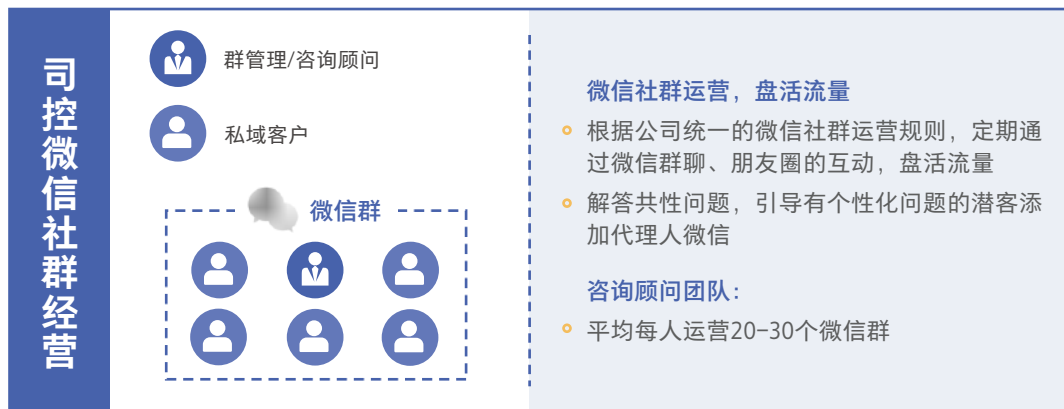 司控微信社群经营
群管理/咨询顾问
私域客户
微信群
微信社群运营，盘活流量
根据公司统一的微信社群运营规则，定期通
过微信群聊、朋友圈的互动，盘活流量
解答共性问题，引导有个性化问题的潜客添
加代理人微信
咨询顾问团队：
平均每人运营20-30个微信群